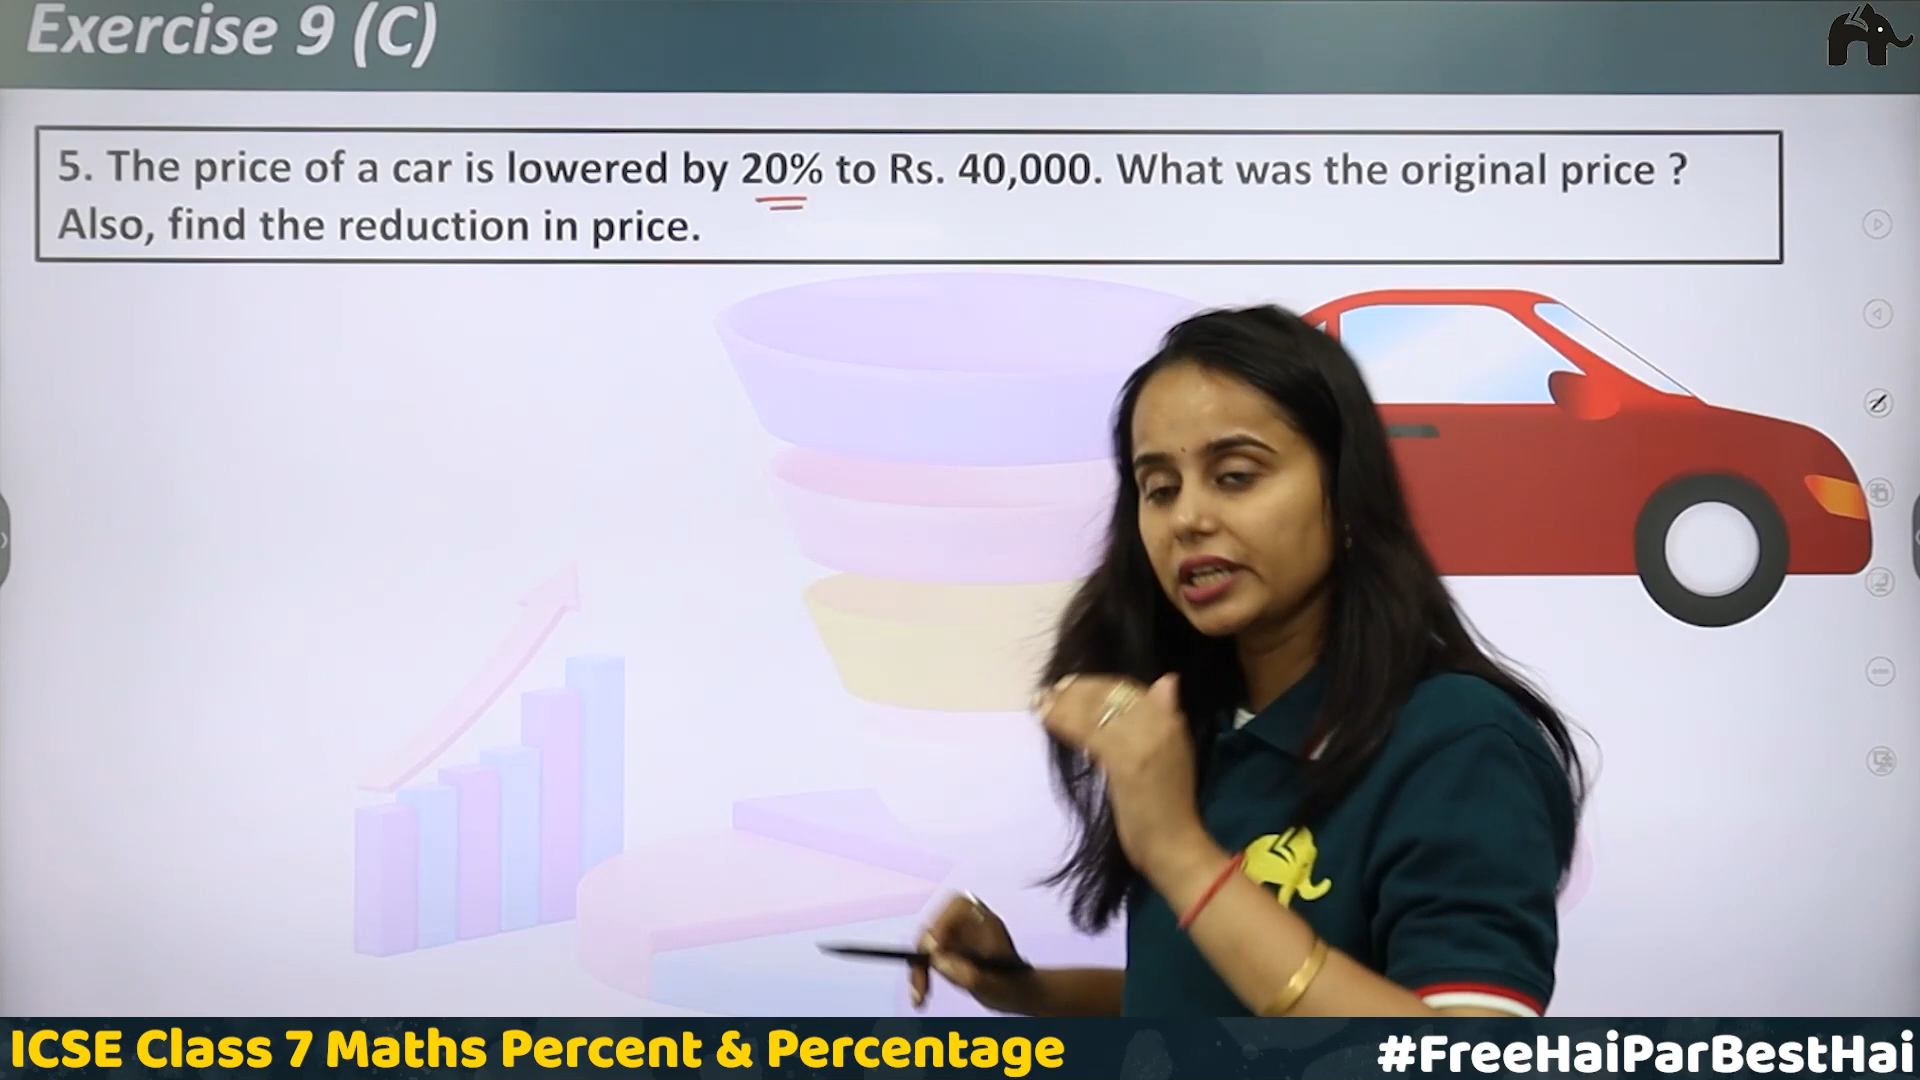 Exercise 9 (C)
5. The price of a car is lowered by 20% to Rs. 40,000. What was the original price ?
Also, find the reduction in price.
ICSE Class 7 Maths Percent & Percentage
#FreeHaiParBestHai